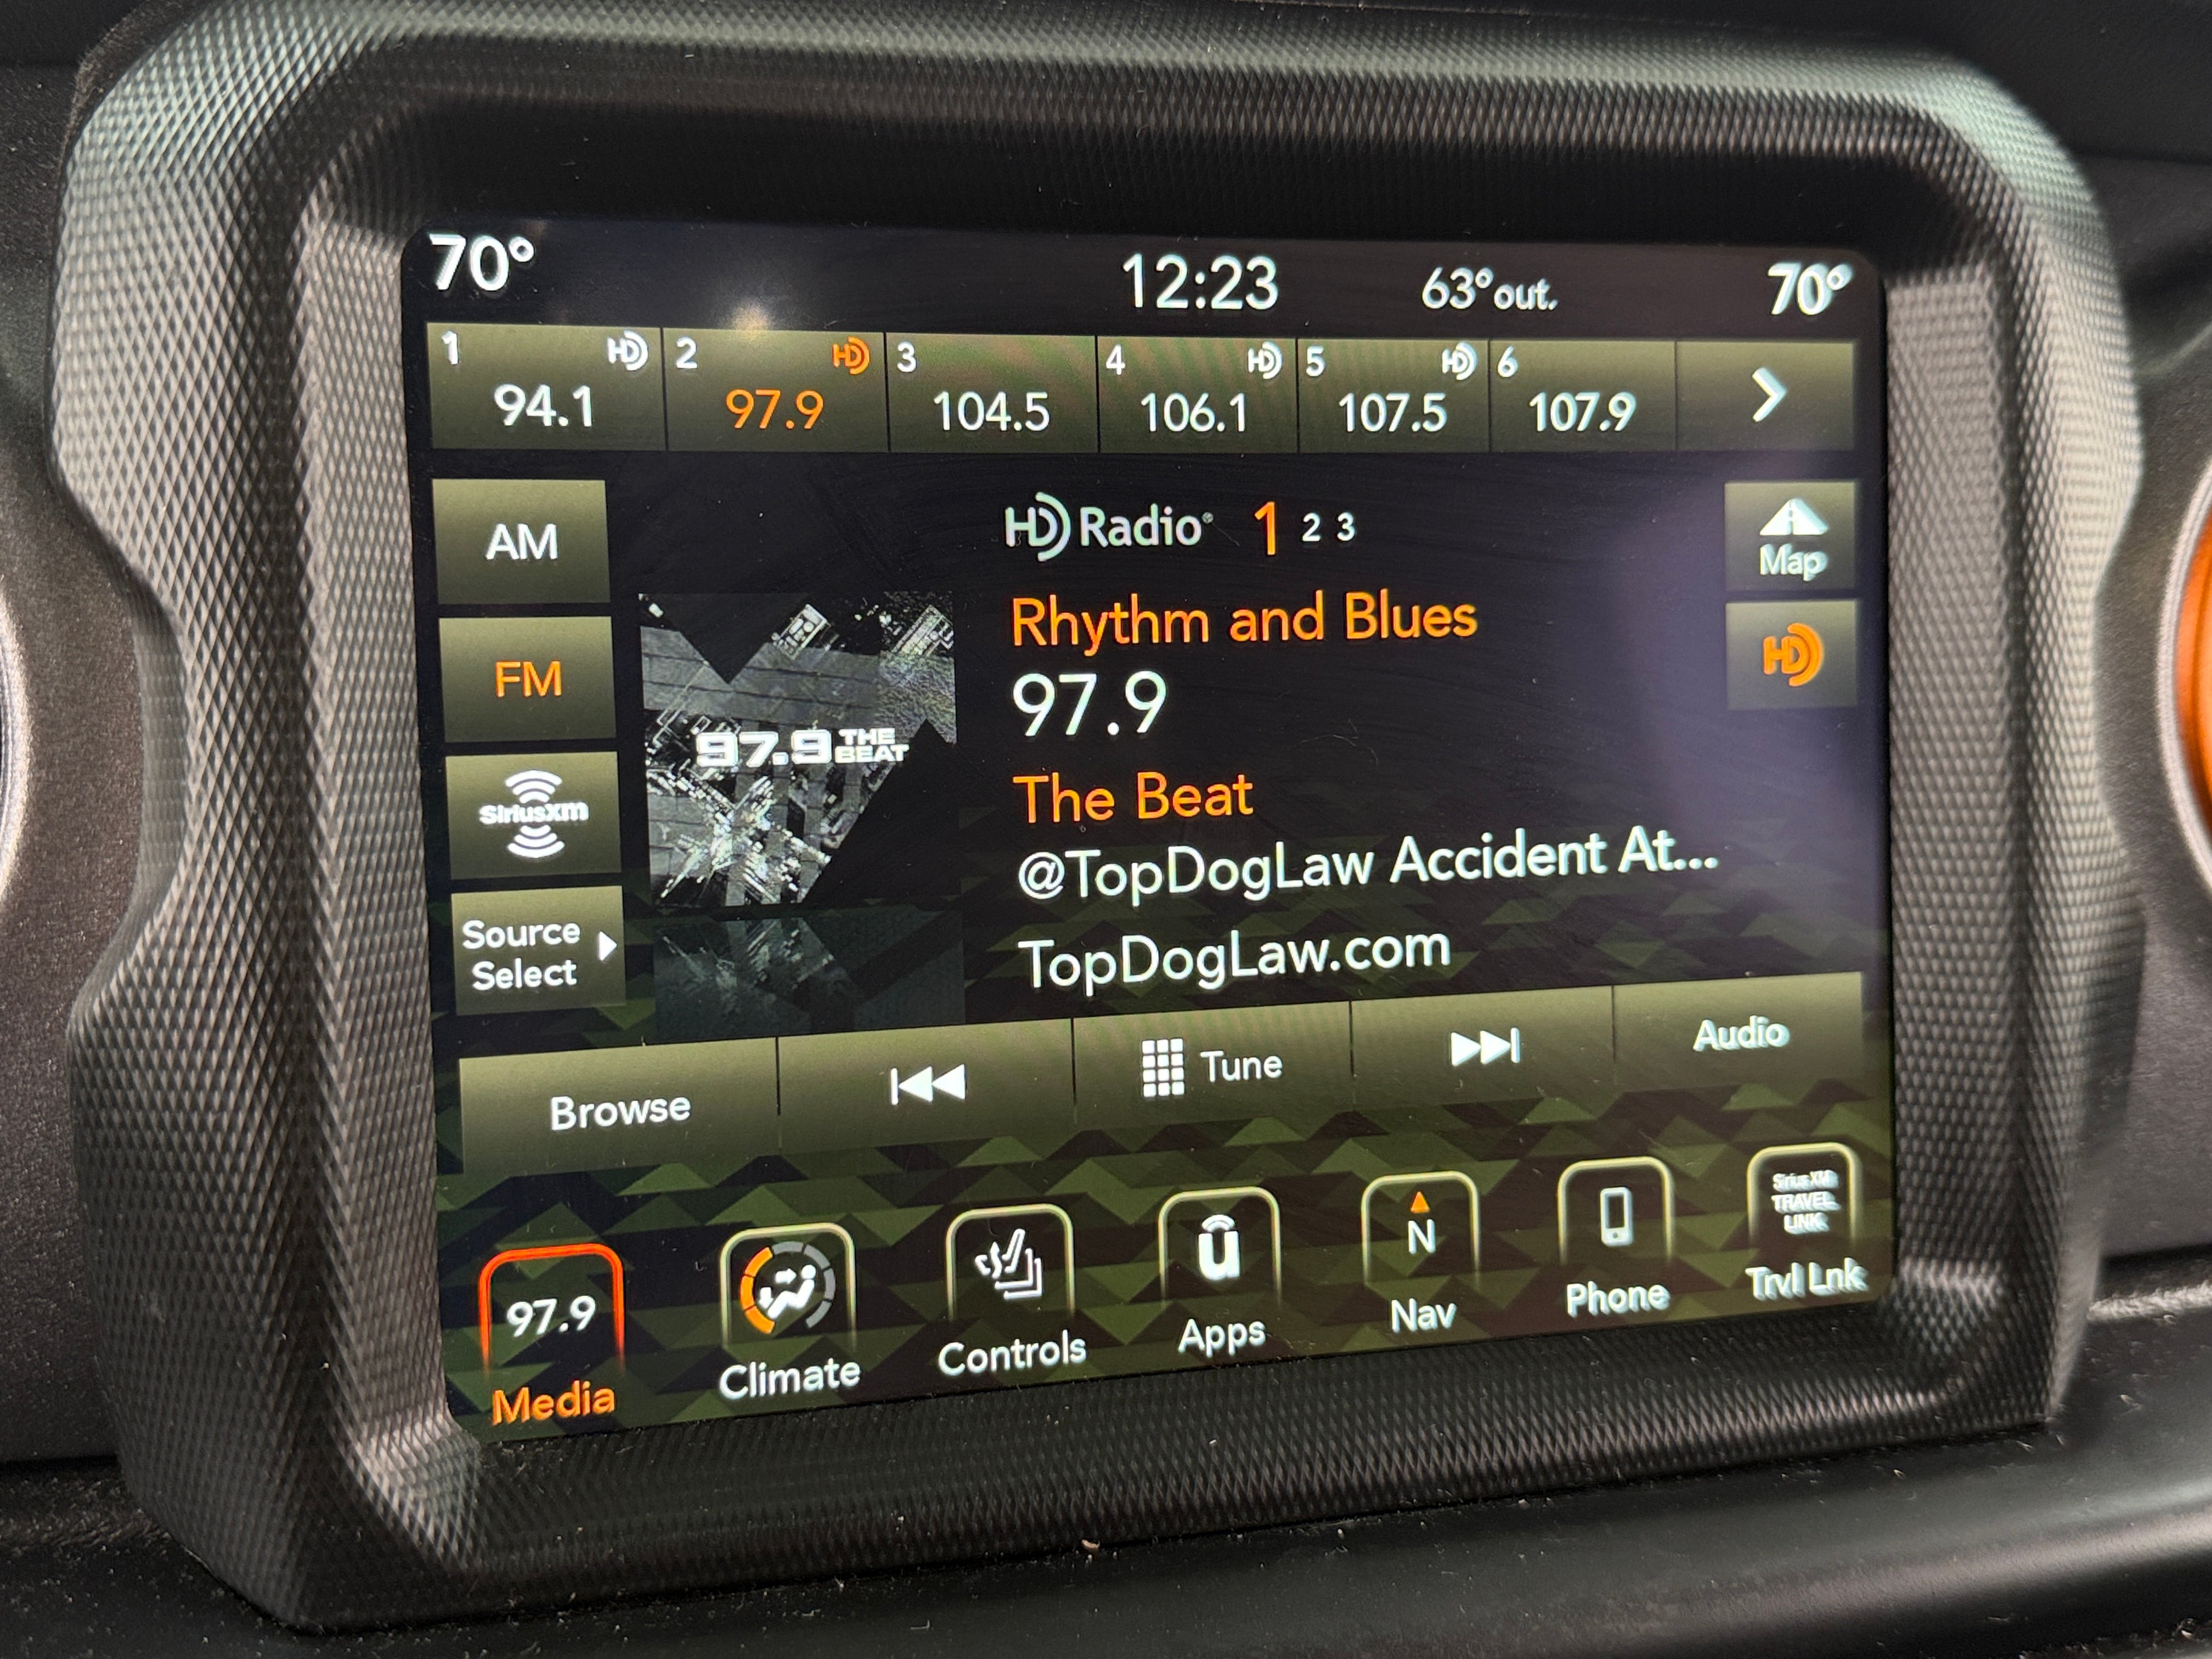 70° 12:23 63°out. 70°
1 HD 2 HD 3 4 HD 5 HD 6
94.1 97.9 104.5 106.1 107.5 107.9
AM
FM
SiriusXM
Source
Select
97.9 THE
BEAT
HD Radio® 1 2 3
Rhythm and Blues
97.9
The Beat
@TopDogLaw Accident At...
TopDogLaw.com
Map
HD
Browse Tune Audio
97.9
Media
Climate
Controls
u
Apps
N
Nav
Phone
SiriusXM
TRAVEL
LINK
Trvl Lnk